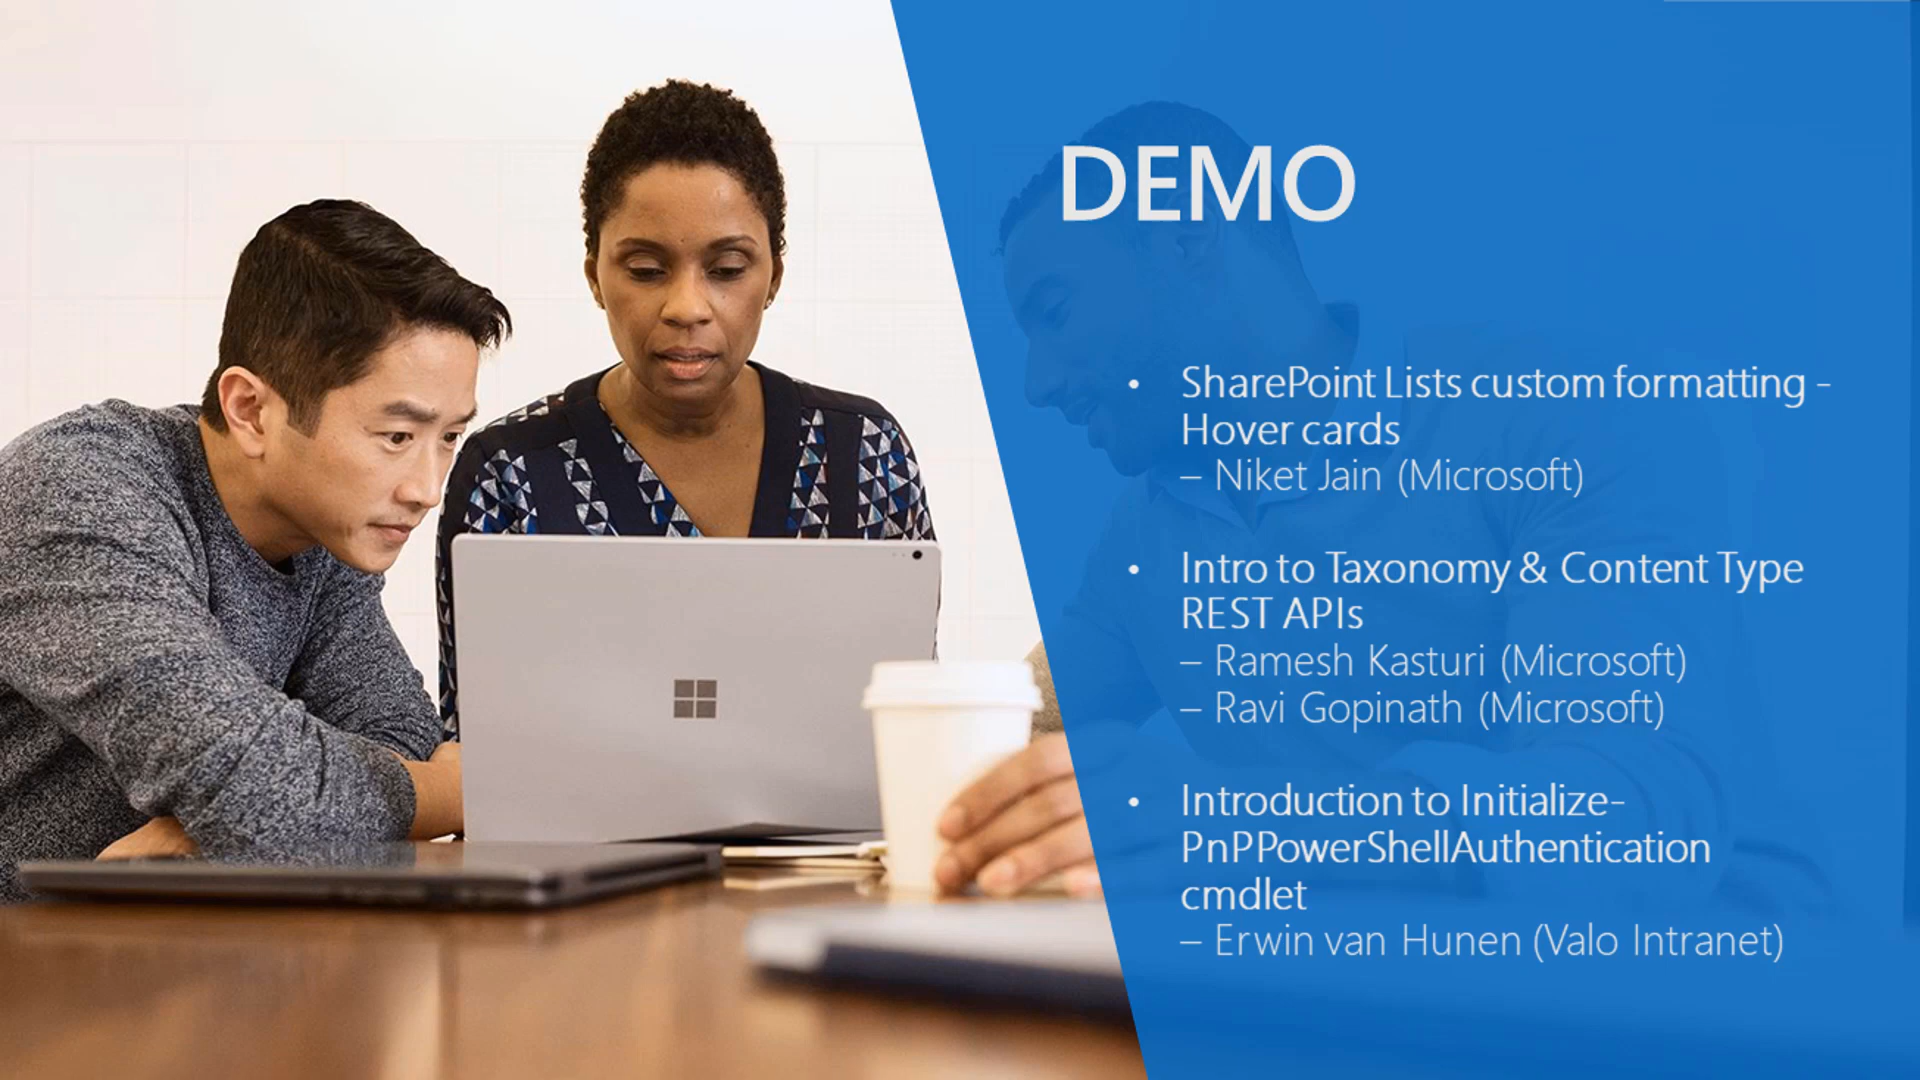 DEMO
• SharePoint Lists custom formatting -
Hover cards
– Niket Jain (Microsoft)
• Intro to Taxonomy & Content Type
REST APIs
– Ramesh Kasturi (Microsoft)
– Ravi Gopinath (Microsoft)
• Introduction to Initialize-
PnPPowerShellAuthentication
cmdlet
– Erwin van Hunen (Valo Intranet)